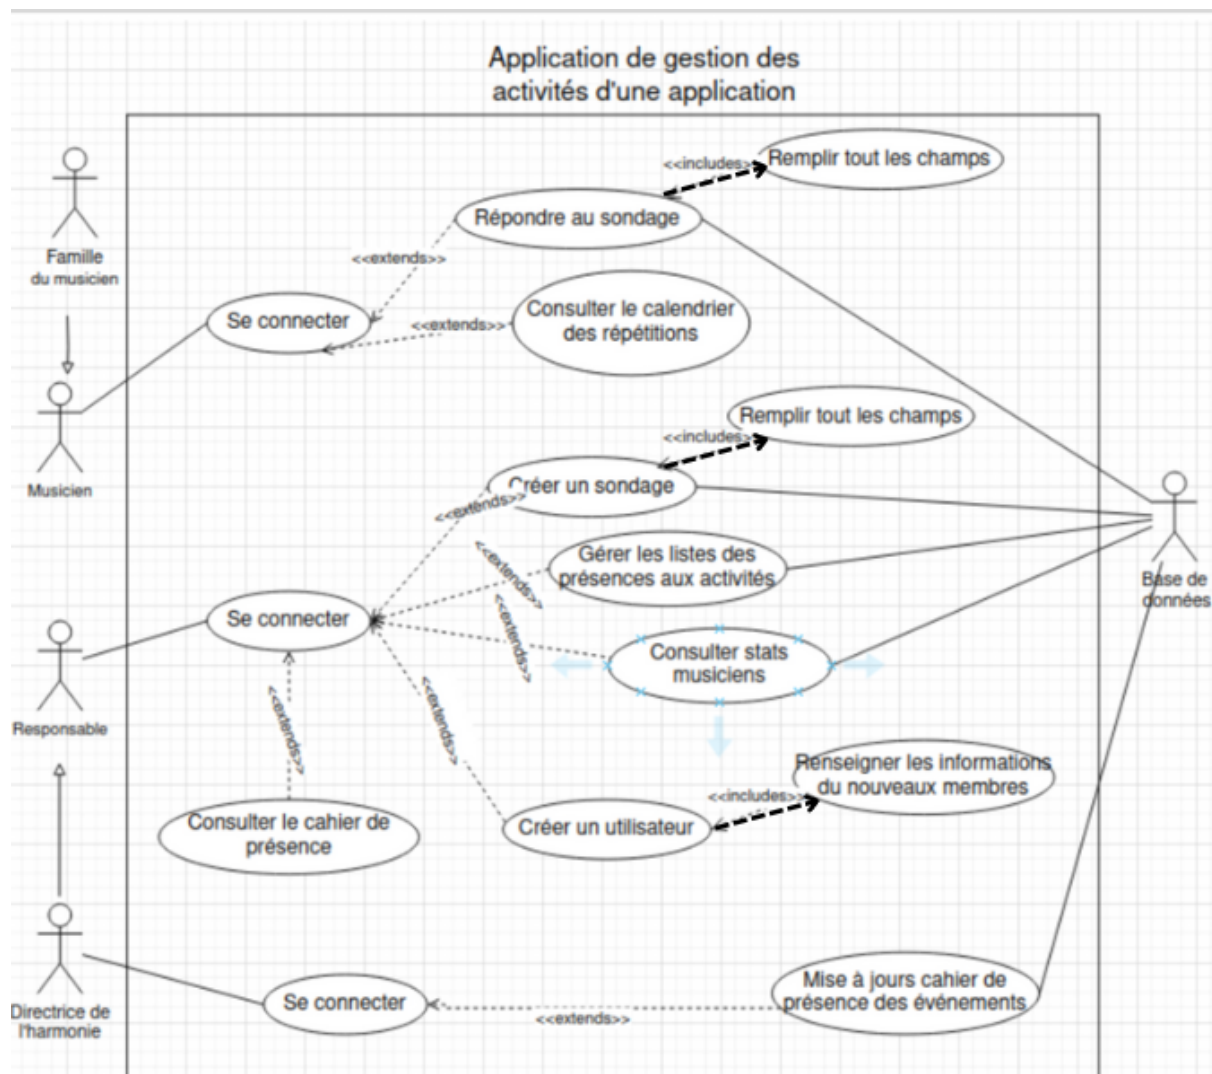 Application de gestion des
activités d'une application
<<includes>>
Remplir tout les champs
Répondre au sondage
Famille
du musicien
<<extends>>
Se connecter
<<extends>>
Consulter le calendrier
des répétitions
Remplir tout les champs
<<includes>
Musicien
Créer un sondage
<<extends>>
<<extends>>
Gérer les listes des
présences aux activités
Base de
données
Se connecter
<<extends>>
Consulter stats
musiciens
Responsable
<<extends>>
<<extends>>
Renseigner les informations
du nouveaux membres
<<includes>>
Consulter le cahier de
présence
Créer un utilisateur
Directrice de
l'harmonie
Se connecter
<<extends>>
Mise à jours cahier de
présence des événements